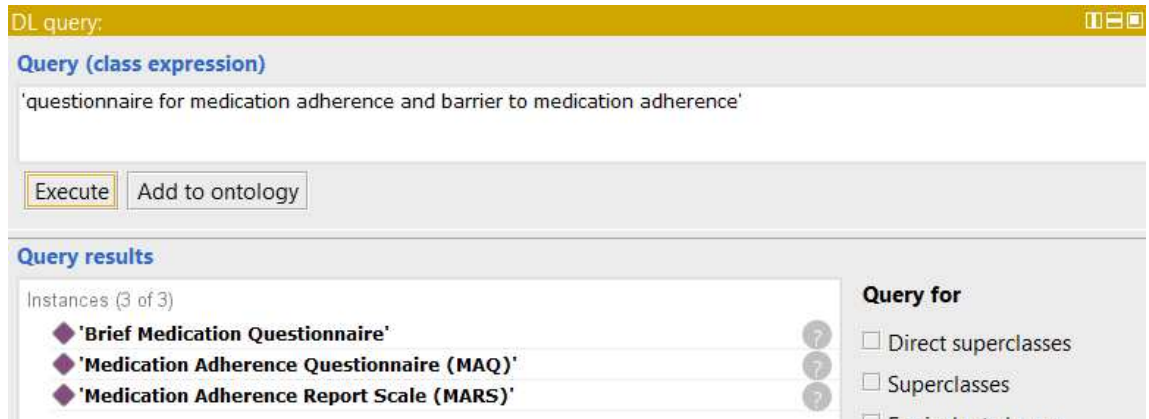 DL query:
Query (class expression)
'questionnaire for medication adherence and barrier to medication adherence'
Execute Add to ontology
Query results
Instances (3 of 3)
'Brief Medication Questionnaire' ?
'Medication Adherence Questionnaire (MAQ)' ?
'Medication Adherence Report Scale (MARS)' ?
Query for
Direct superclasses
Superclasses